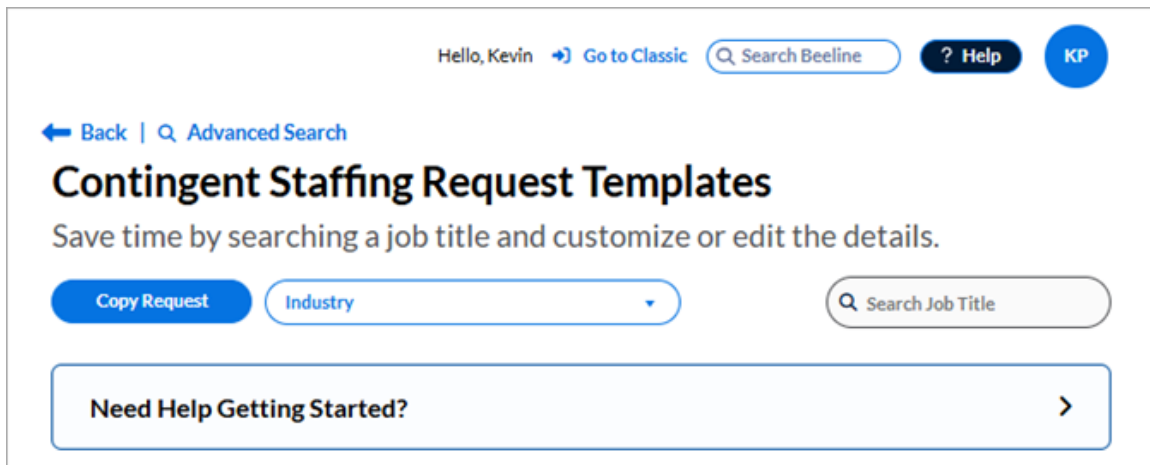 Hello, Kevin Go to Classic Search Beeline ? Help KP
Back | Advanced Search
Contingent Staffing Request Templates
Save time by searching a job title and customize or edit the details.
Copy Request Industry Search Job Title
Need Help Getting Started?